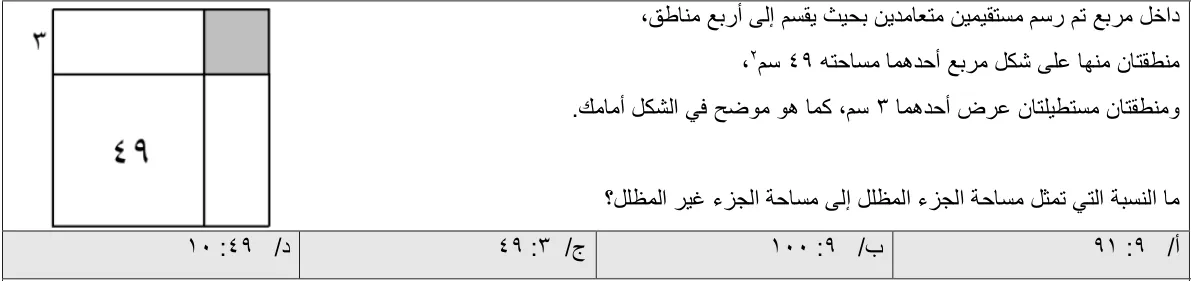 داخل مربع تم رسم مستقيمين متعامدين بحيث يقسم إلى أربع مناطق،
منطقتان منها على شكل مربع أحدهما مساحته ٤٩ سم٢،
ومنطقتان مستطيلتان عرض أحدهما ٣ سم، كما هو موضح في الشكل أمامك.
ما النسبة التي تمثل مساحة الجزء المظلل إلى مساحة الجزء غير المظلل؟
٣
٤٩
أ/ ٩: ٩١
ب/ ٩: ١٠٠
ج/ ٣: ٤٩
د/ ٤٩: ١٠